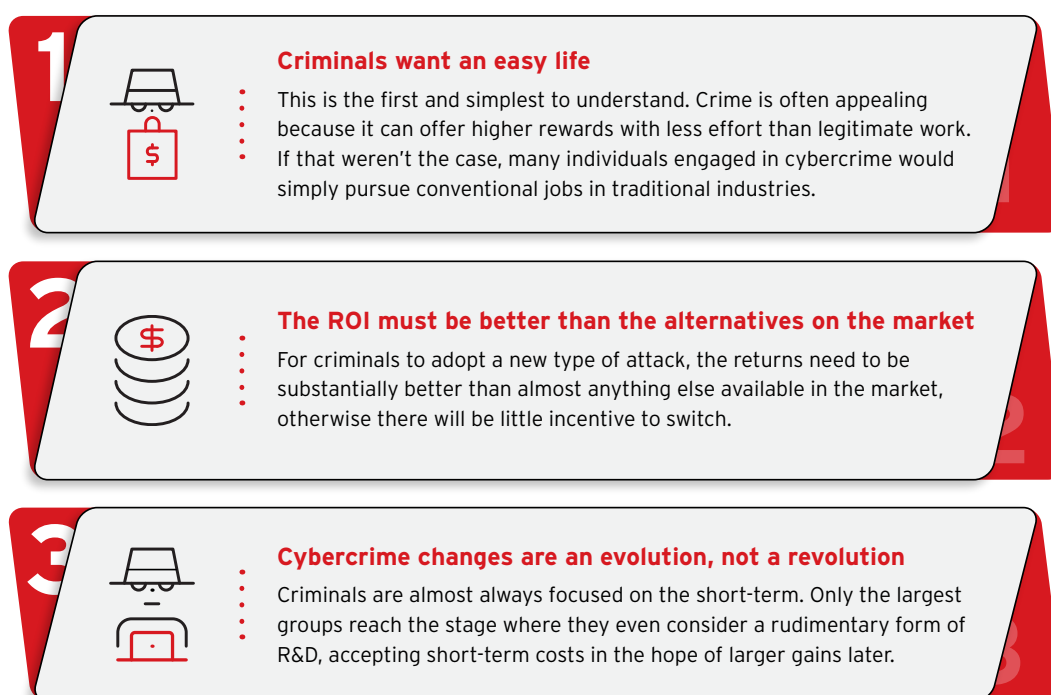 1
Criminals want an easy life
This is the first and simplest to understand. Crime is often appealing
because it can offer higher rewards with less effort than legitimate work.
If that weren't the case, many individuals engaged in cybercrime would
simply pursue conventional jobs in traditional industries.
$
1
2
The ROI must be better than the alternatives on the market
$
For criminals to adopt a new type of attack, the returns need to be
substantially better than almost anything else available in the market,
otherwise there will be little incentive to switch.
2
3
Cybercrime changes are an evolution, not a revolution
Criminals are almost always focused on the short-term. Only the largest
groups reach the stage where they even consider a rudimentary form of
R&D, accepting short-term costs in the hope of larger gains later.
3